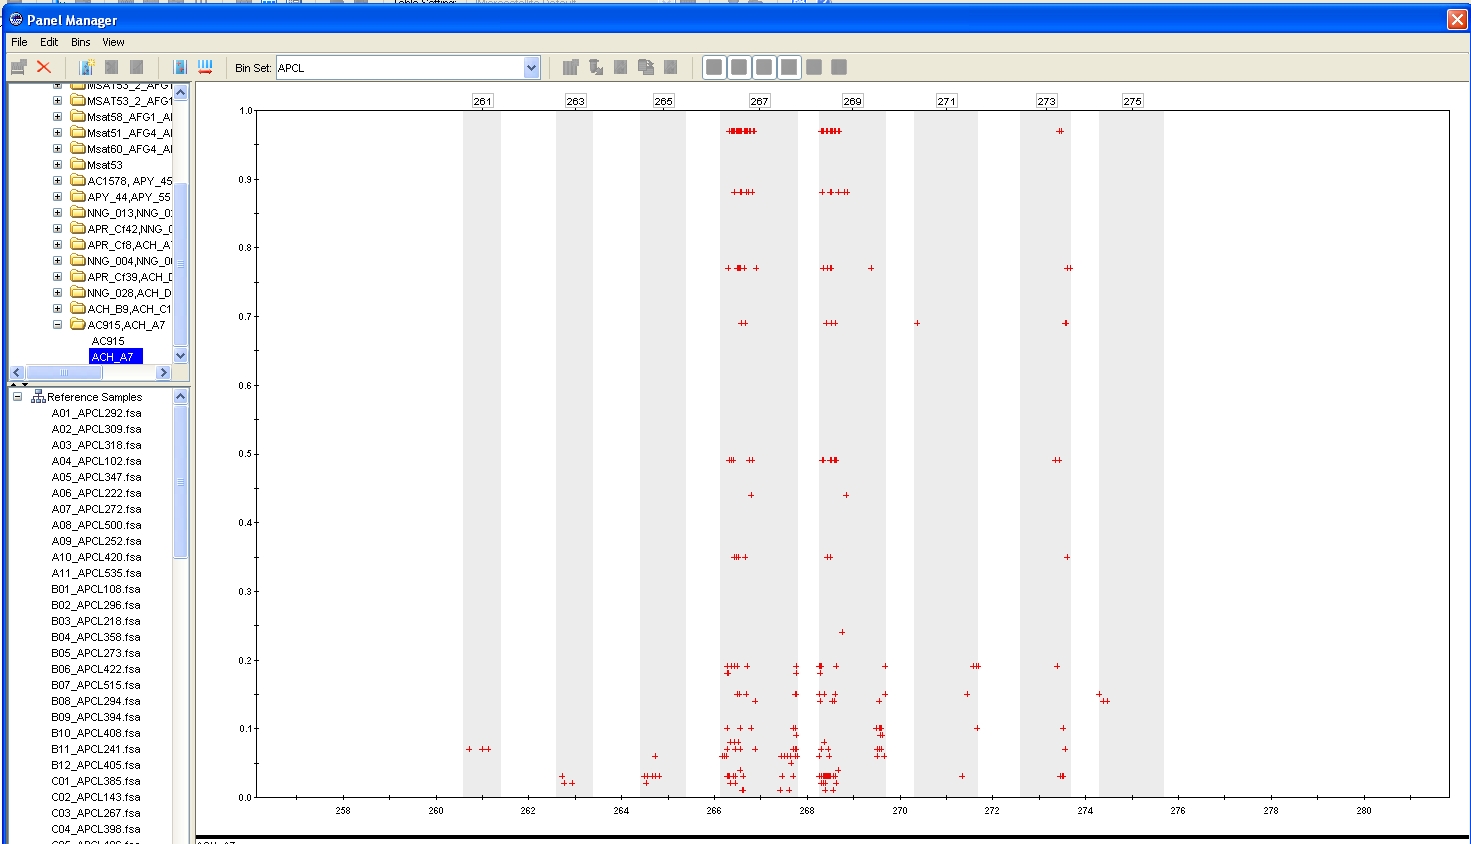 Panel Manager
File Edit Bins View
Bin Set: APCL
MSAT53_2_AFG1
MSAT53_2_AFG1
Msat58_AFG1_Al
Msat51_AFG4_Al
Msat60_AFG4_Al
Msat53
AC1578, APY_45
APY_44,APY_55
NNG_013,NNG_0
APR_Cf42,NNG_0
APR_Cf8,ACH_A
NNG_004,NNG_0
APR_Cf39,ACH_D
NNG_028,ACH_D
ACH_B9,ACH_C1
AC915,ACH_A7
AC915
ACH_A7
Reference Samples
A01_APCL292.fsa
A02_APCL309.fsa
A03_APCL318.fsa
A04_APCL102.fsa
A05_APCL347.fsa
A06_APCL222.fsa
A07_APCL272.fsa
A08_APCL500.fsa
A09_APCL252.fsa
A10_APCL420.fsa
A11_APCL535.fsa
B01_APCL108.fsa
B02_APCL296.fsa
B03_APCL218.fsa
B04_APCL358.fsa
B05_APCL273.fsa
B06_APCL422.fsa
B07_APCL515.fsa
B08_APCL294.fsa
B09_APCL394.fsa
B10_APCL408.fsa
B11_APCL241.fsa
B12_APCL405.fsa
C01_APCL385.fsa
C02_APCL143.fsa
C03_APCL267.fsa
C04_APCL398.fsa
261 263 265 267 269 271 273 275
1.0
0.9
0.8
0.7
0.6
0.5
0.4
0.3
0.2
0.1
0.0
258 260 262 264 266 268 270 272 274 276 278 280